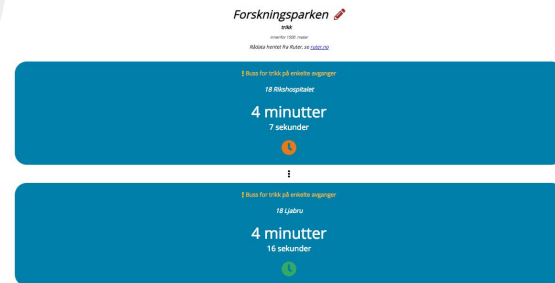 Forskningsparken
trikk
innenfor 1500 meter
Rådata hentet fra Ruter, se ruter.no
! Buss for trikk på enkelte avganger
18 Rikshospitalet
4 minutter
7 sekunder
! Buss for trikk på enkelte avganger
18 Ljabru
4 minutter
16 sekunder